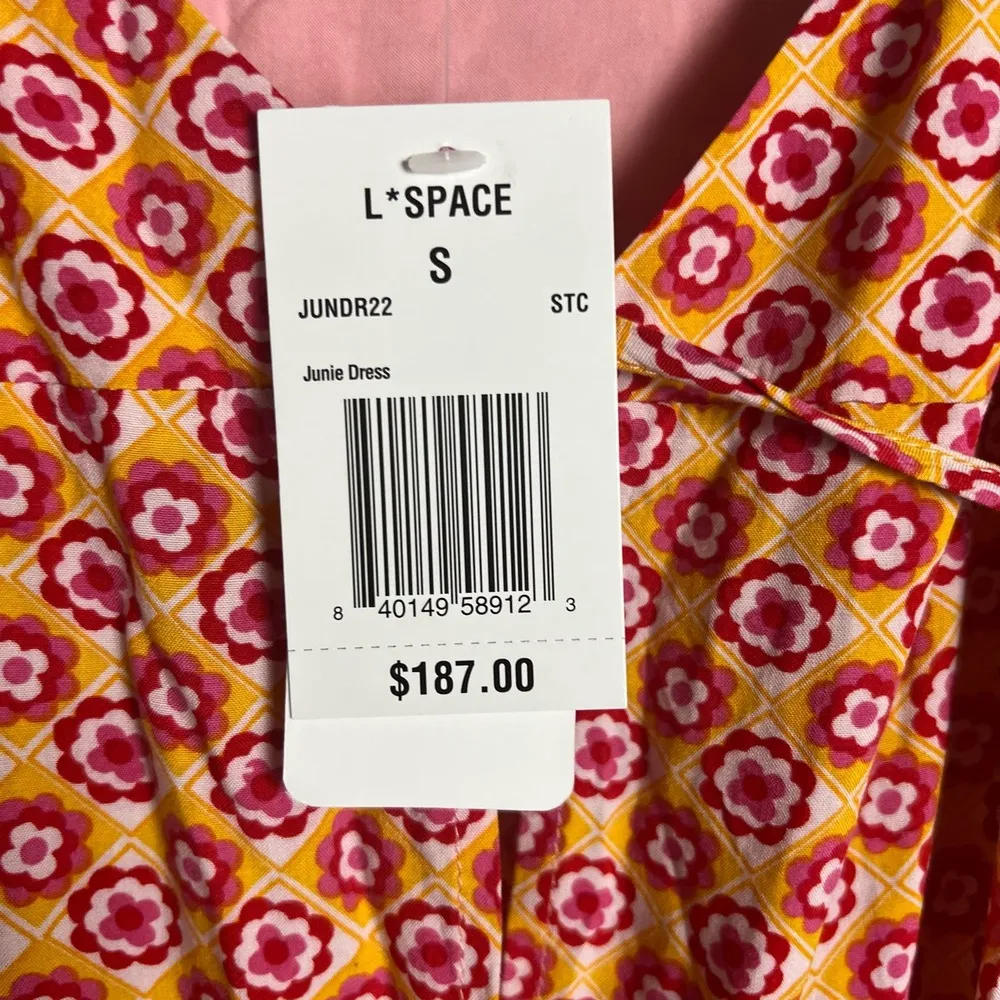 L*SPACE
S
JUNDR22 STC
Junie Dress
8 40149 58912 3
$187.00